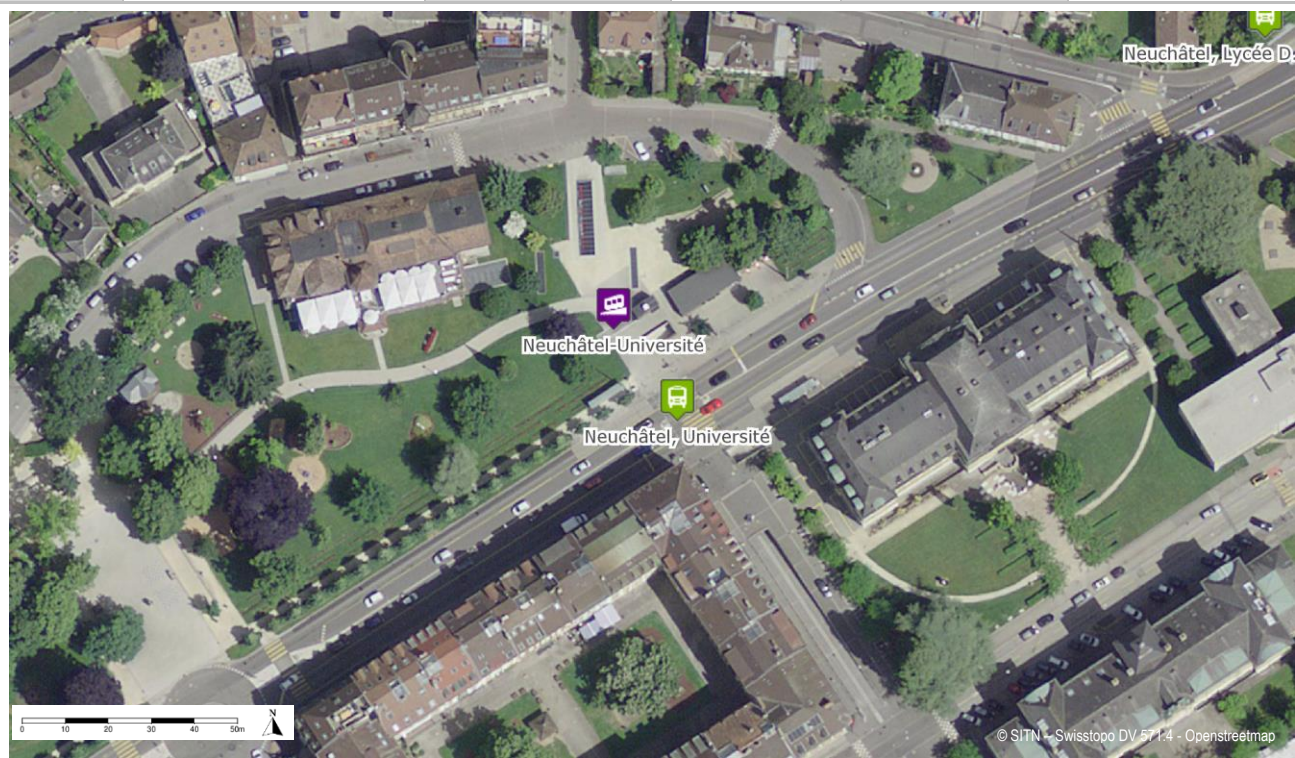 Neuchâtel, Lycée D.
Neuchâtel-Université
Neuchâtel, Université
0 10 20 30 40 50m
N
© SITN - Swisstopo DV 571.4 - Openstreetmap